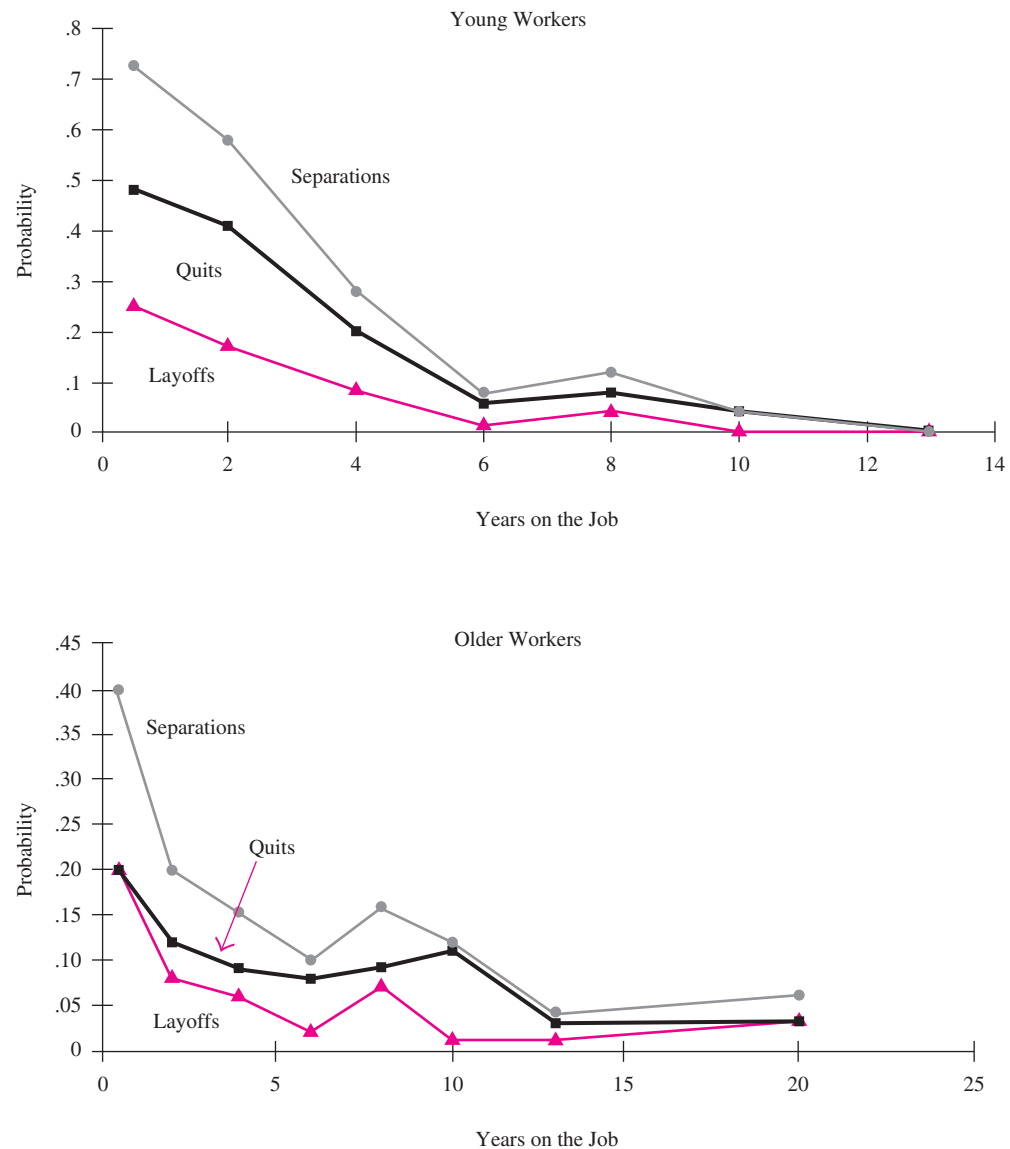 Young Workers
.8
.7
.6
.5
.4
.3
.2
.1
0
Probability
Separations
Quits
Layoffs
0 2 4 6 8 10 12 14
Years on the Job
Older Workers
.45
.40
.35
.30
.25
.20
.15
.10
.05
0
Probability
Separations
Quits
Layoffs
0 5 10 15 20 25
Years on the Job